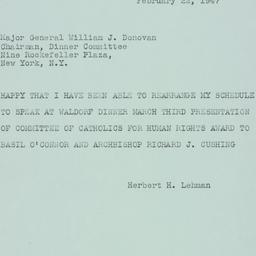 February 22, 1947
Major General William J. Donovan
Chairman, Dinner Committee
Nine Rockefeller Plaza,
New York, N.Y.
HAPPY THAT I HAVE BEEN ABLE TO REARRANGE MY SCHEDULE
TO SPEAK AT WALDORF DINNER MARCH THIRD PRESENTATION
OF COMMITTEE OF CATHOLICS FOR HUMAN RIGHTS AWARD TO
BASIL O'CONNOR AND ARCHBISHOP RICHARD J. CUSHING
Herbert H. Lehman